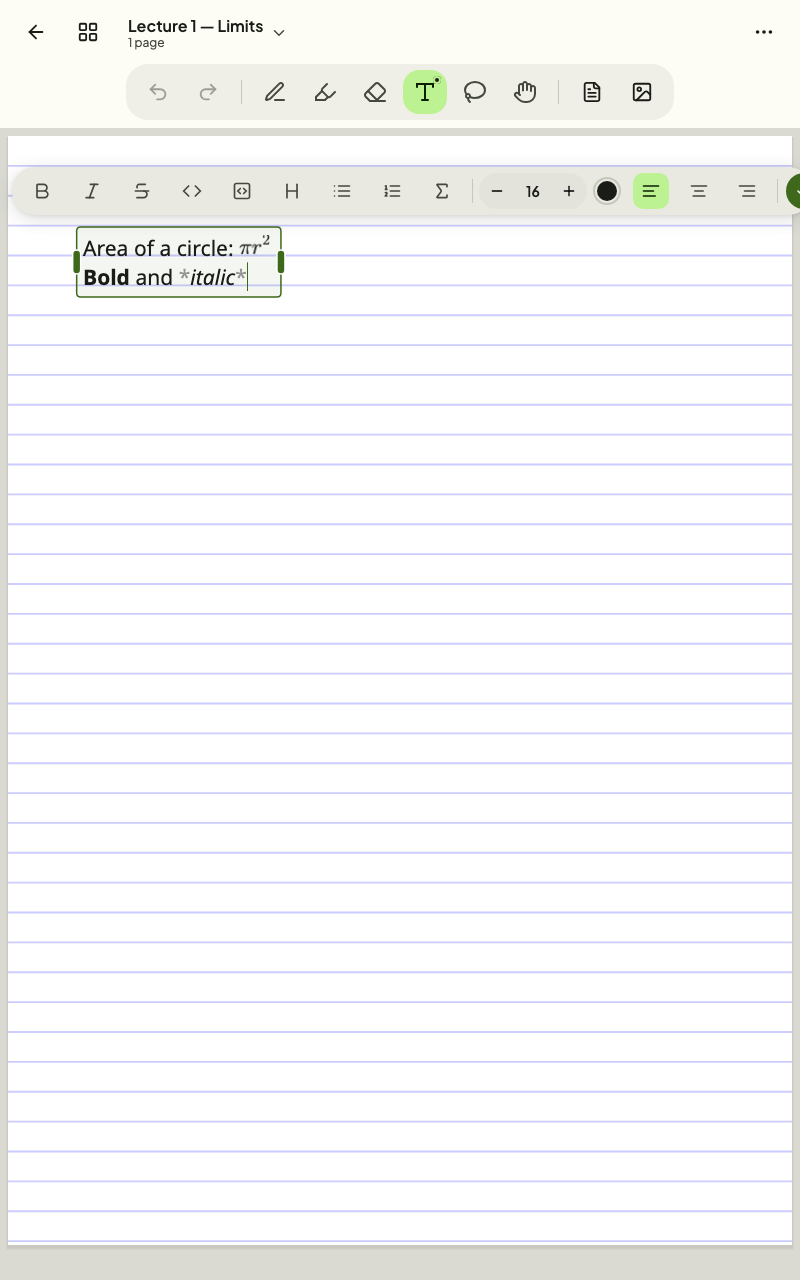 Lecture 1 — Limits
1 page
B I S H Σ 16
Area of a circle: πr²
Bold and *italic*